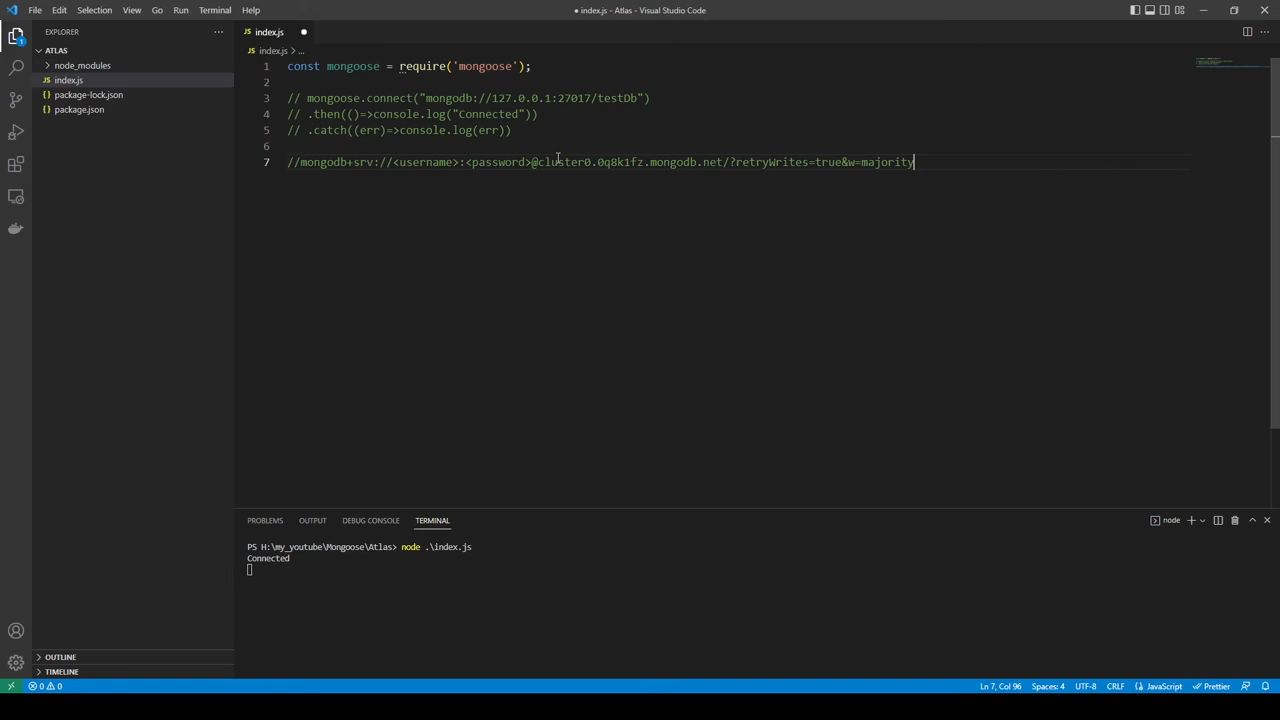 File Edit Selection View Go Run Terminal Help
● index.js - Atlas - Visual Studio Code
EXPLORER
1
ATLAS
node_modules
JS index.js
{} package-lock.json
{} package.json
OUTLINE
TIMELINE
JS index.js ●
JS index.js > ...
1 const mongoose = require('mongoose');
2
3 // mongoose.connect("mongodb://127.0.0.1:27017/testDb")
4 // .then(()=>console.log("Connected"))
5 // .catch((err)=>console.log(err))
6
7 //mongodb+srv://<username>:<password>@cluster0.0q8k1fz.mongodb.net/?retryWrites=true&w=majority
PROBLEMS OUTPUT DEBUG CONSOLE TERMINAL
node
PS H:\my_youtube\Mongoose\Atlas> node .\index.js
Connected
0 0 Ln 7, Col 96 Spaces: 4 UTF-8 CRLF {} JavaScript Prettier